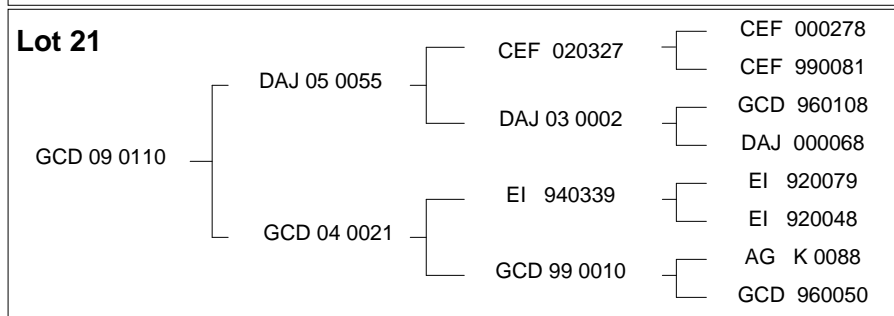 Lot 21
CEF 000278
CEF 020327
CEF 990081
DAJ 05 0055
GCD 960108
DAJ 03 0002
DAJ 000068
GCD 09 0110
EI 920079
EI 940339
EI 920048
GCD 04 0021
AG K 0088
GCD 99 0010
GCD 960050